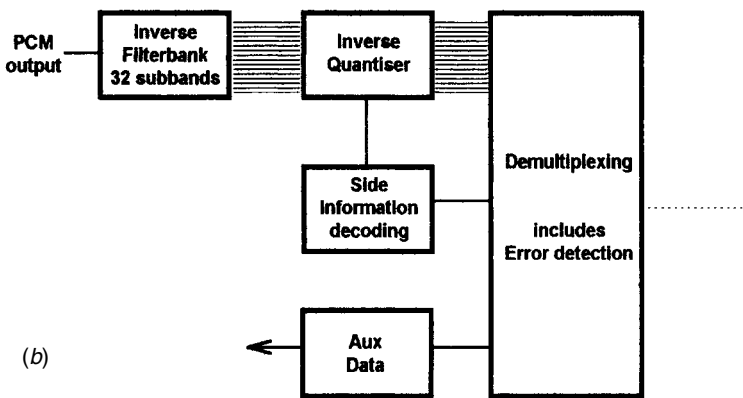 PCM
output
Inverse
Filterbank
32 subbands
Inverse
Quantiser
Demultiplexing
includes
Error detection
Side
information
decoding
Aux
Data
(b)